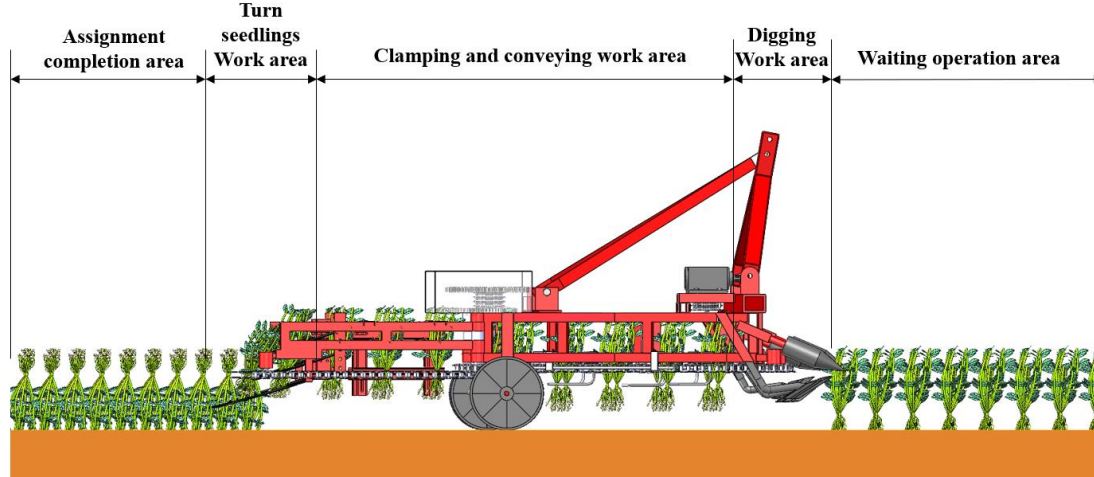 Assignment
completion area
Turn
seedlings
Work area
Clamping and conveying work area
Digging
Work area
Waiting operation area